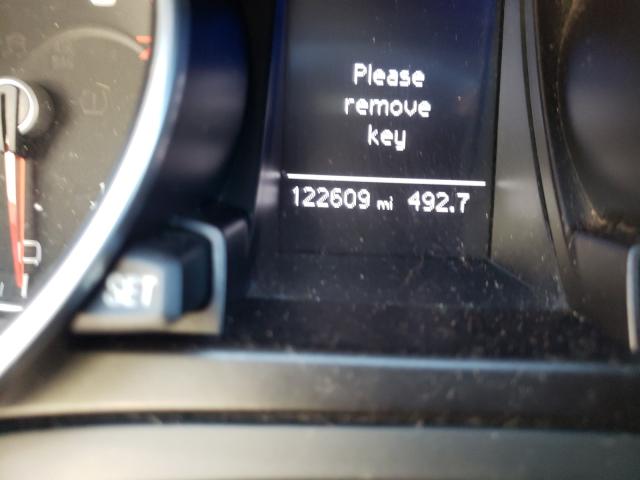 Please
remove
key
122609 mi 492.7
SET